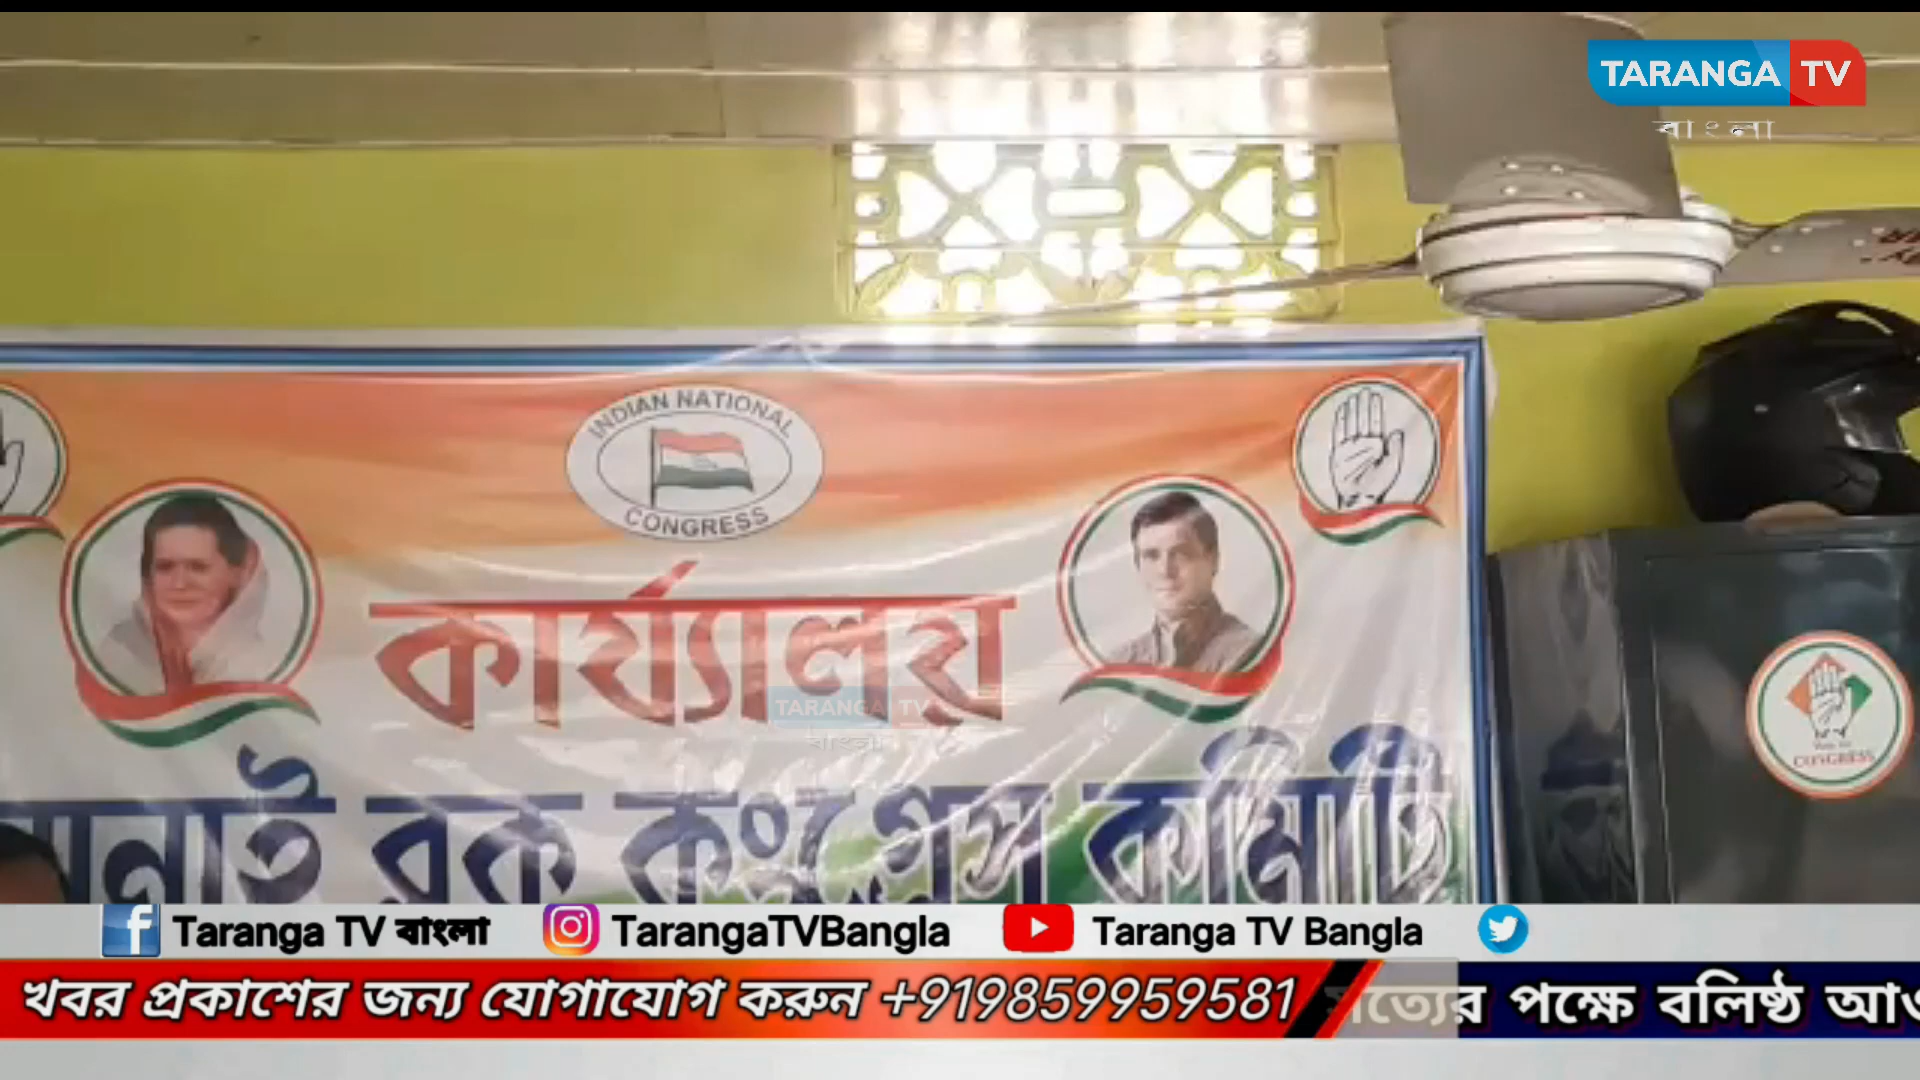 TARANGA TV
বাংলা
INDIAN NATIONAL
CONGRESS
কার্য্যালয়
TARANGA TV
বাংলা
ব্লক কংগ্রেস কমিটি
CONGRESS
Taranga TV বাংলা TarangaTVBangla Taranga TV Bangla
খবর প্রকাশের জন্য যোগাযোগ করুন +919859959581 সত্যের পক্ষে বলিষ্ঠ